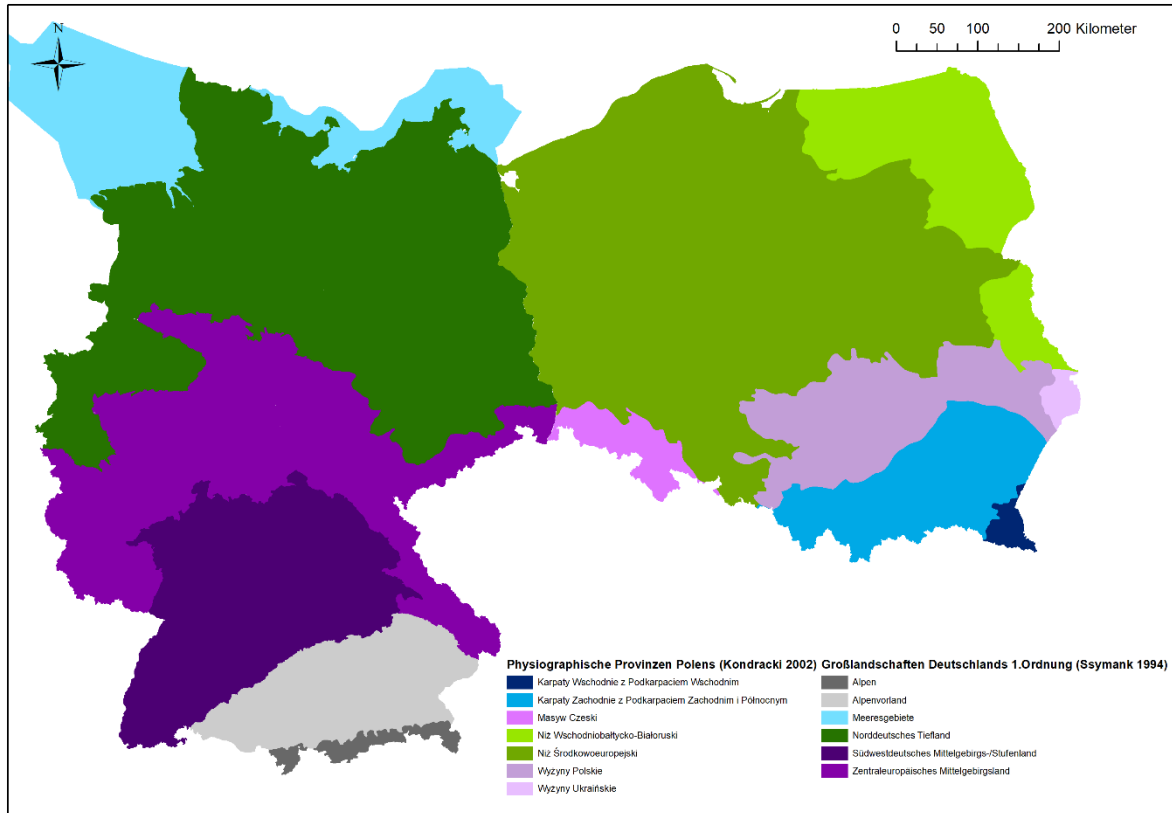 N
0 50 100 200 Kilometer
Physiographische Provinzen Polens (Kondracki 2002)
Karpaty Wschodnie z Podkarpaciem Wschodnim
Karpaty Zachodnie z Podkarpaciem Zachodnim i Północnym
Masyw Czeski
Niż Wschodniobałtycko-Białoruski
Niż Środkowoeuropejski
Wyżyny Polskie
Wyżyny Ukraińskie
Großlandschaften Deutschlands 1.Ordnung (Ssymank 1994)
Alpen
Alpenvorland
Meeresgebiete
Norddeutsches Tiefland
Südwestdeutsches Mittelgebirgs-/Stufenland
Zentraleuropäisches Mittelgebirgsland